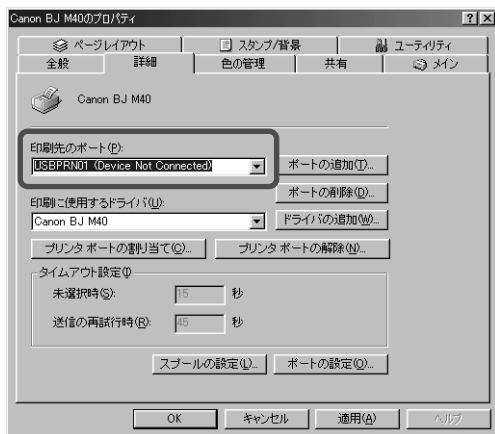 Canon BJ M40のプロパティ
ページレイアウト スタンプ/背景 ユーティリティ
全般 詳細 色の管理 共有 メイン
Canon BJ M40
印刷先のポート(P):
USBPRN01 (Device Not Connected) ポートの追加(T)...
ポートの削除(D)...
印刷に使用するドライバ(U):
Canon BJ M40 ドライバの追加(W)...
プリンタ ポートの割り当て(C)... プリンタ ポートの解除(N)...
タイムアウト設定
未選択時(S): 15 秒
送信の再試行時(R): 45 秒
スプールの設定(L)... ポートの設定(O)...
OK キャンセル 適用(A) ヘルプ